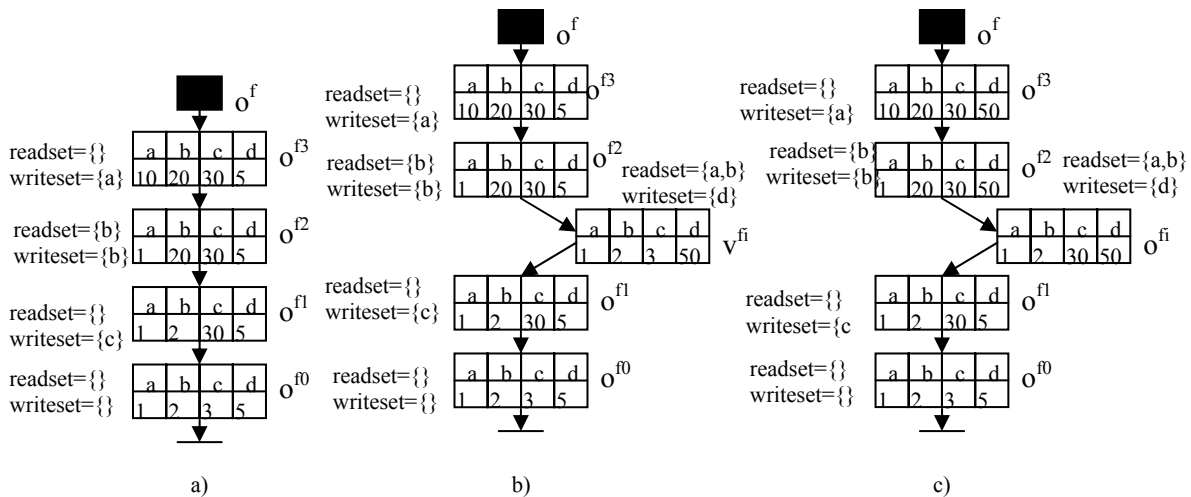 o^f
readset={}
writeset={a}
a b c d
10 20 30 5
o^f3
readset={b}
writeset={b}
a b c d
1 20 30 5
o^f2
readset={}
writeset={c}
a b c d
1 2 30 5
o^f1
readset={}
writeset={}
a b c d
1 2 3 5
o^f0
a)
o^f
readset={}
writeset={a}
a b c d
10 20 30 5
o^f3
readset={b}
writeset={b}
a b c d
1 20 30 5
o^f2
readset={a,b}
writeset={d}
a b c d
1 2 3 50
v^fi
readset={}
writeset={c}
a b c d
1 2 30 5
o^f1
readset={}
writeset={}
a b c d
1 2 3 5
o^f0
b)
o^f
readset={}
writeset={a}
a b c d
10 20 30 50
o^f3
readset={b}
writeset={b}
a b c d
1 20 30 50
o^f2
readset={a,b}
writeset={d}
a b c d
1 2 30 50
o^fi
readset={}
writeset={c
a b c d
1 2 30 5
o^f1
readset={}
writeset={}
a b c d
1 2 3 5
o^f0
c)